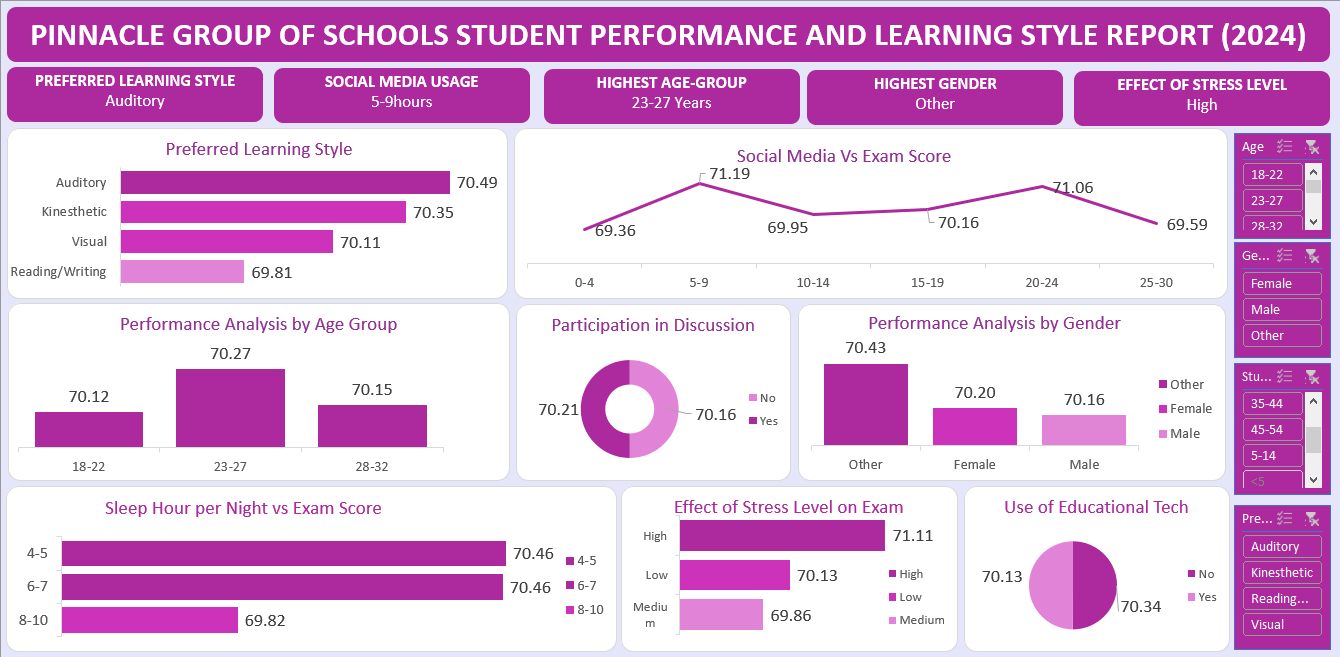 PINNACLE GROUP OF SCHOOLS STUDENT PERFORMANCE AND LEARNING STYLE REPORT (2024)
PREFERRED LEARNING STYLE
Auditory
SOCIAL MEDIA USAGE
5-9hours
HIGHEST AGE-GROUP
23-27 Years
HIGHEST GENDER
Other
EFFECT OF STRESS LEVEL
High
Preferred Learning Style
Auditory 70.49
Kinesthetic 70.35
Visual 70.11
Reading/Writing 69.81
Social Media Vs Exam Score
69.36
71.19
69.95
70.16
71.06
69.59
0-4 5-9 10-14 15-19 20-24 25-30
Performance Analysis by Age Group
70.12
70.27
70.15
18-22 23-27 28-32
Participation in Discussion
70.21
70.16
No
Yes
Performance Analysis by Gender
70.43
70.20
70.16
Other Female Male
Other
Female
Male
Sleep Hour per Night vs Exam Score
4-5 70.46
6-7 70.46
8-10 69.82
4-5
6-7
8-10
Effect of Stress Level on Exam
High 71.11
Low 70.13
Mediu
m 69.86
High
Low
Medium
Use of Educational Tech
70.13
70.34
No
Yes
Age
18-22
23-27
28-32
Ge...
Female
Male
Other
Stu...
35-44
45-54
5-14
<5
Pre...
Auditory
Kinesthetic
Reading...
Visual